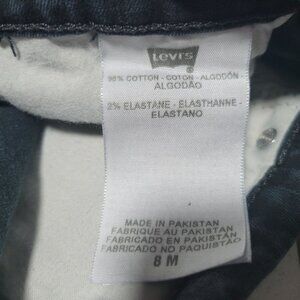 Levi's
®
98% COTTON - COTON - ALGODÓN -
ALGODÃO
2% ELASTANE - ELASTHANNE -
ELASTANO
MADE IN PAKISTAN
FABRIQUE AU PAKISTAN
FABRICADO EN PAKISTAN
FABRICADO NO PAQUISTÃO
8 M